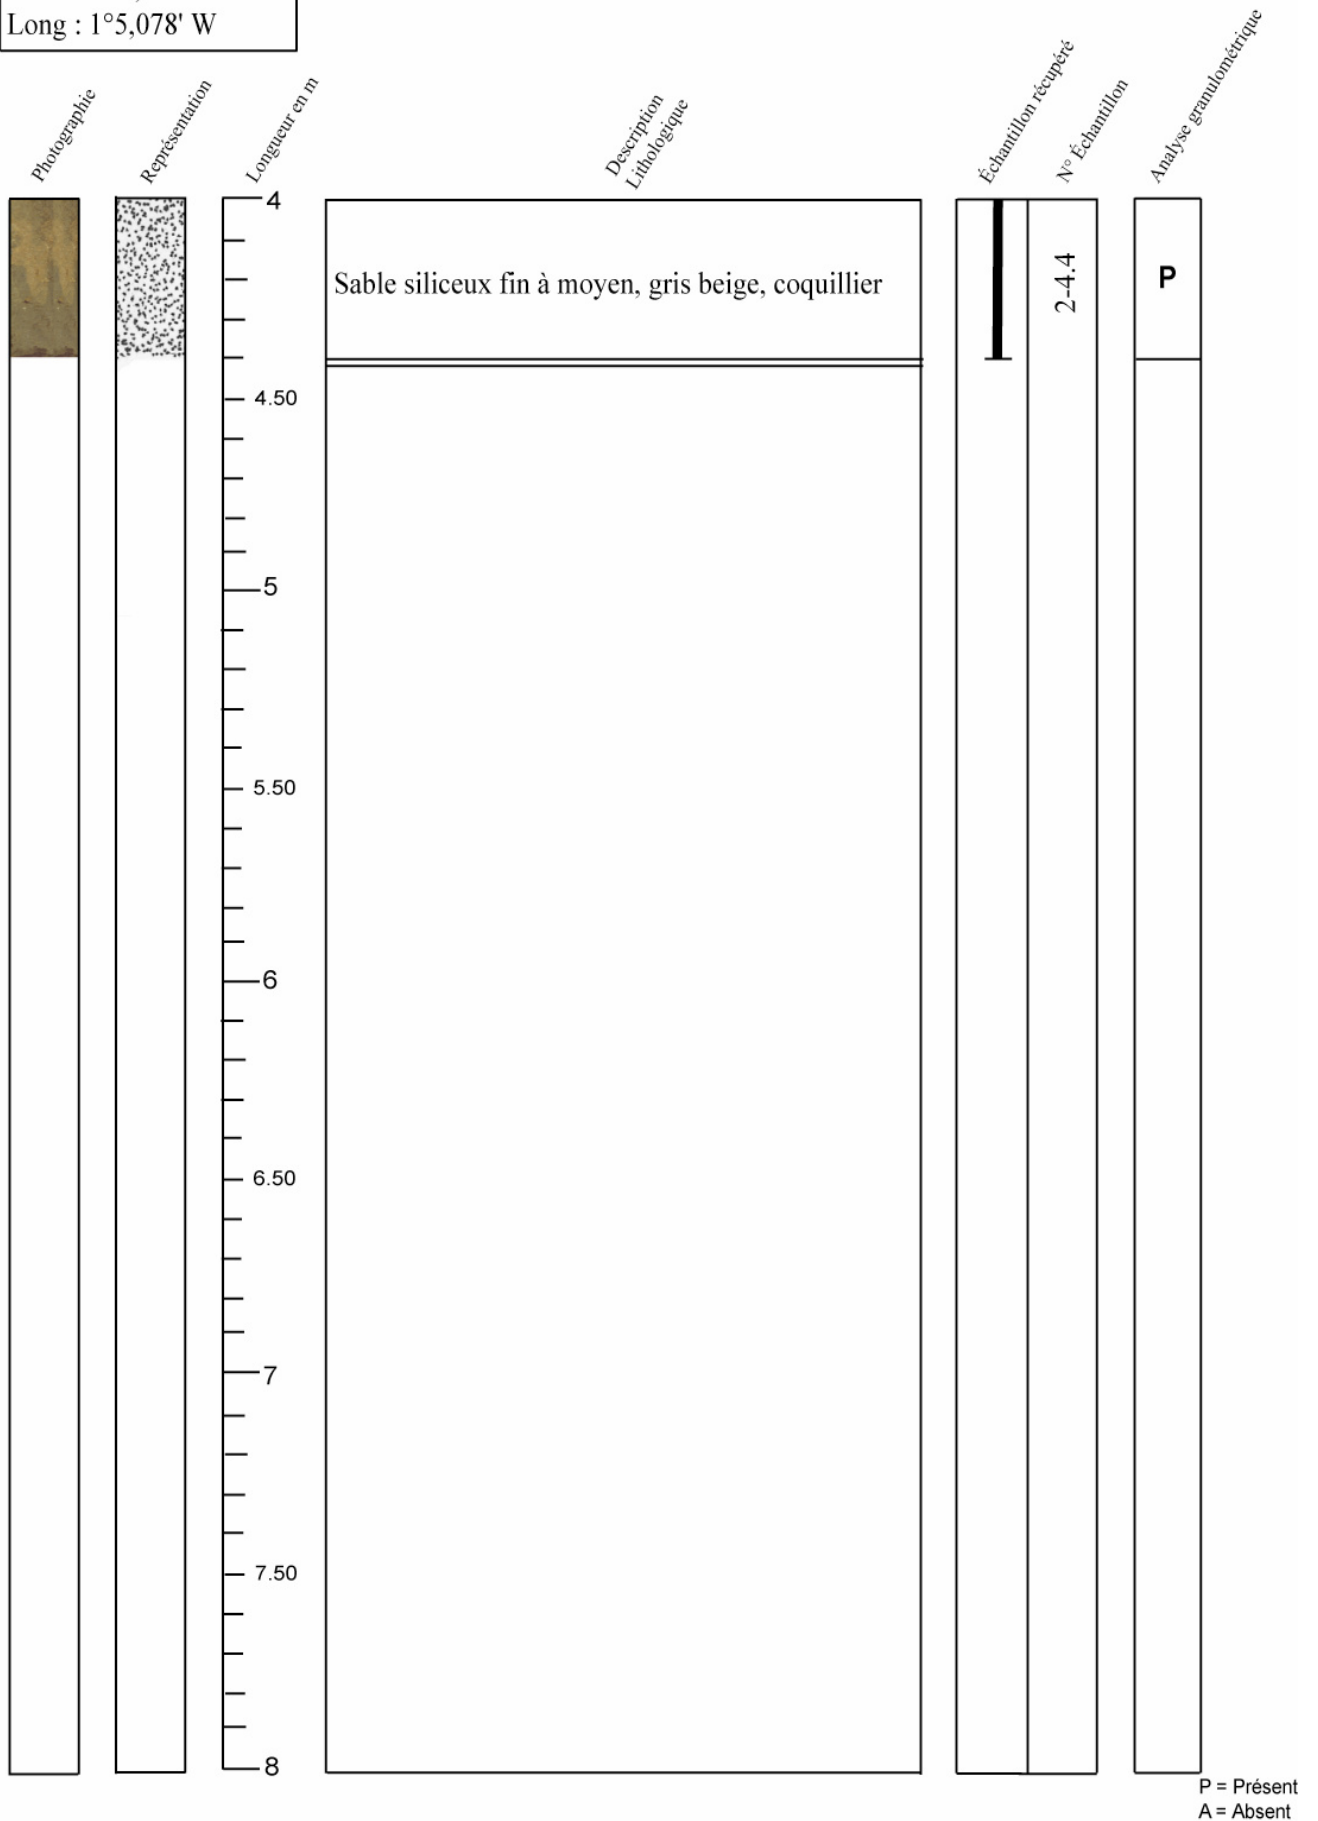 Long : 1°5,078' W
Photographie
Représentation
Longueur en m
Description
Lithologique
Échantillon récupéré
N° Échantillon
Analyse granulométrique
4
Sable siliceux fin à moyen, gris beige, coquillier
2-4.4
P
4.50
5
5.50
6
6.50
7
7.50
8
P = Présent
A = Absent